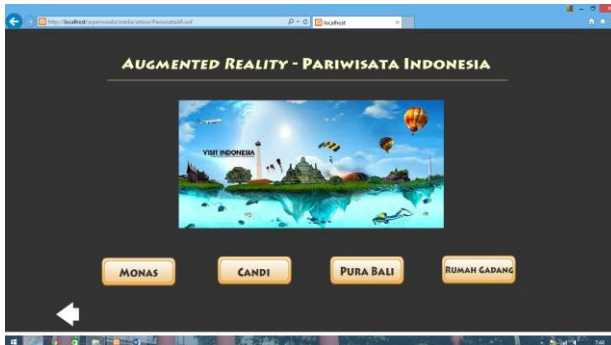 localhost
AUGMENTED REALITY - PARIWISATA INDONESIA
VISIT INDONESIA
MONAS
CANDI
PURA BALI
RUMAH GADANG